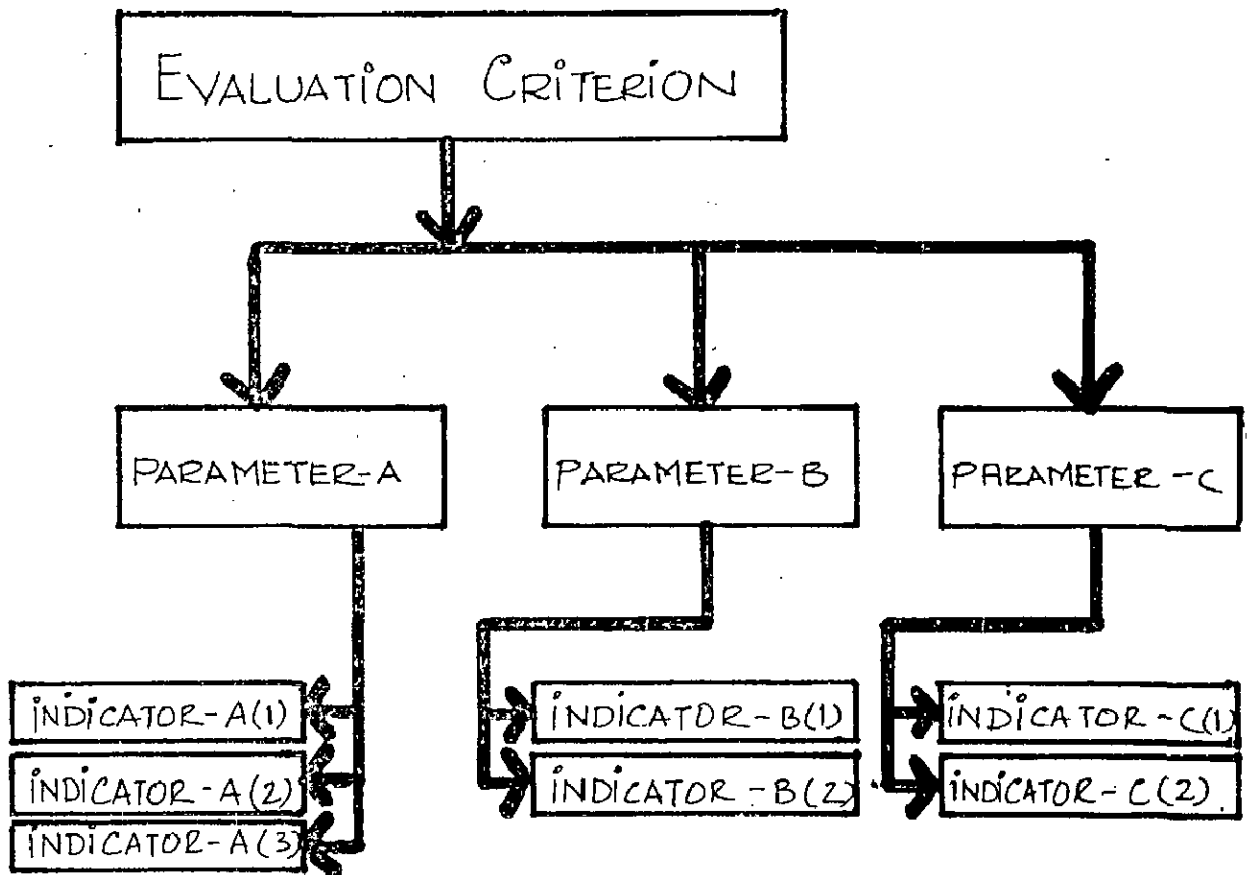 EVALUATION CRITERION
PARAMETER-A
PARAMETER-B
PARAMETER-C
INDICATOR-A(1)
INDICATOR-A(2)
INDICATOR-A(3)
INDICATOR-B(1)
INDICATOR-B(2)
INDICATOR-C(1)
INDICATOR-C(2)